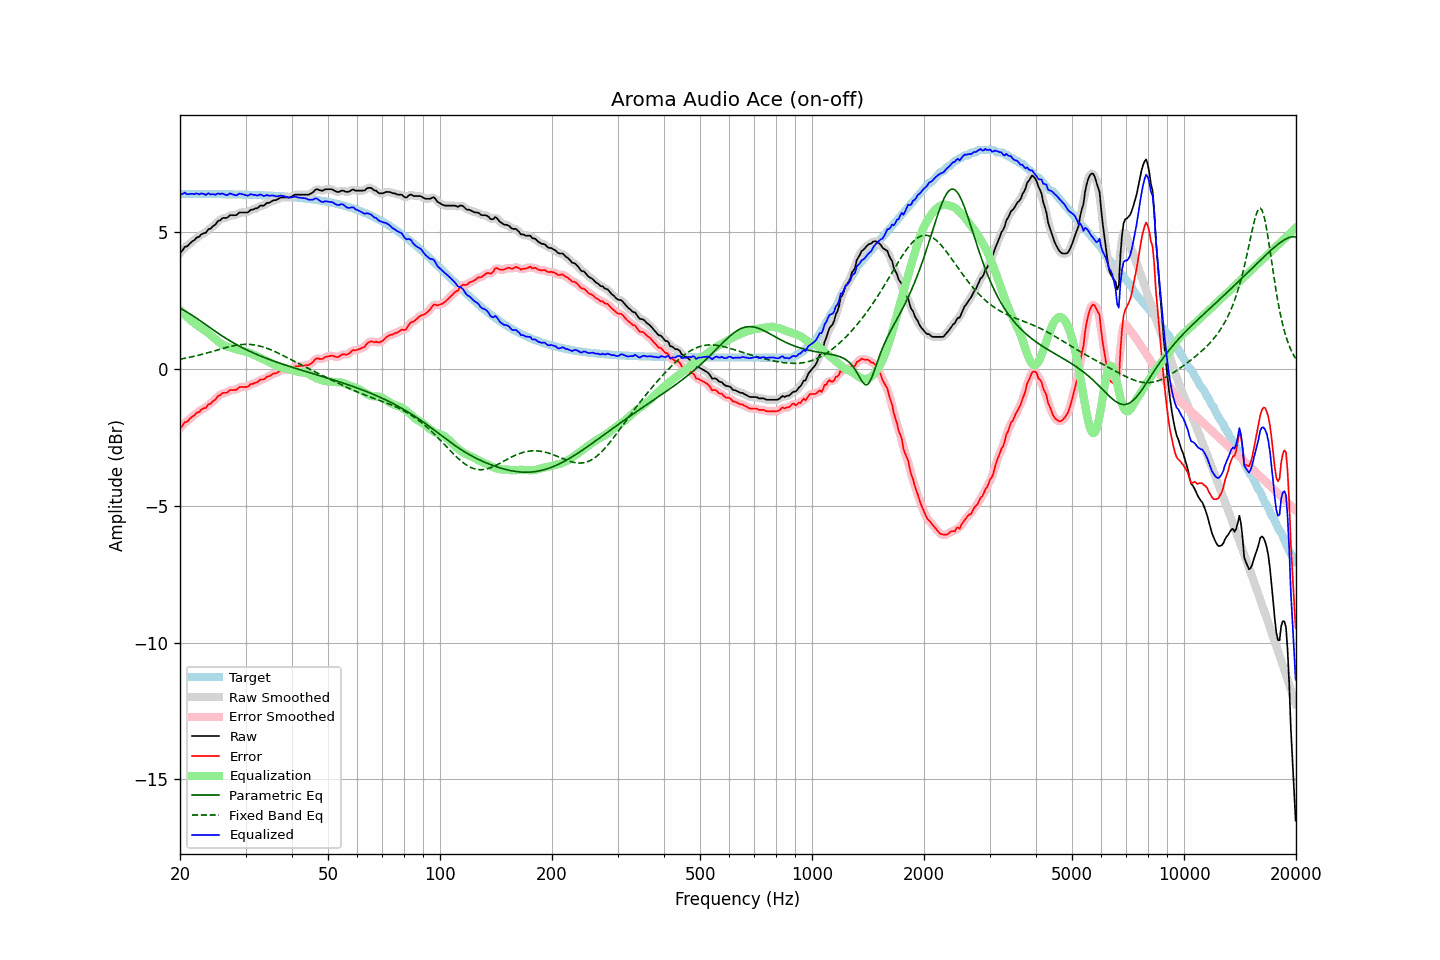 Aroma Audio Ace (on-off)
Amplitude (dBr)
5
0
−5
−10
−15
Target
Raw Smoothed
Error Smoothed
Raw
Error
Equalization
Parametric Eq
Fixed Band Eq
Equalized
20 50 100 200 500 1000 2000 5000 10000 20000
Frequency (Hz)